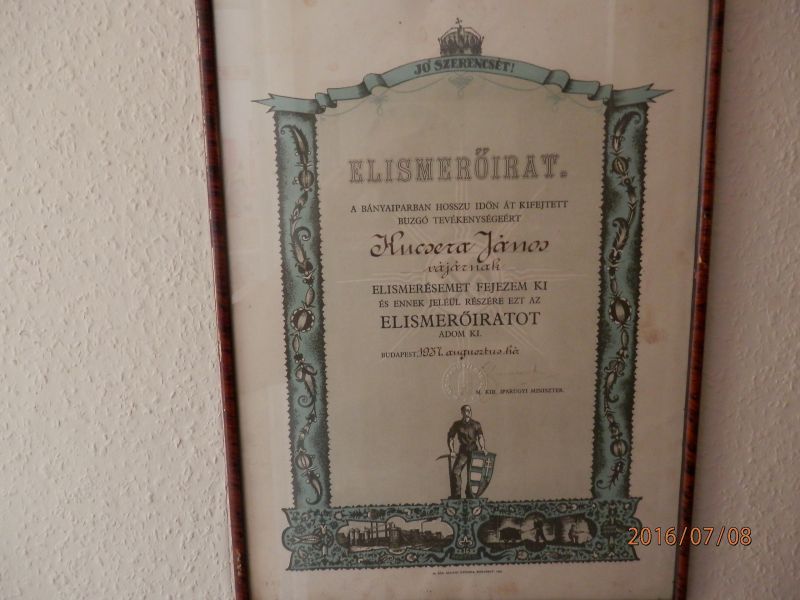 JÓ SZERENCSÉT!
ELISMERŐIRAT.
A BÁNYAIPARBAN HOSSZU IDŐN ÁT KIFEJTETT
BUZGÓ TEVÉKENYSÉGEÉRT
Kucsera János
vájárnak
ELISMERÉSEMET FEJEZEM KI
ÉS ENNEK JELÉÜL RÉSZÉRE EZT AZ
ELISMERŐIRATOT
ADOM KI.
BUDAPEST, 1937. augusztus hó
M. KIR. IPARÜGYI MINISZTER.
2016/07/08